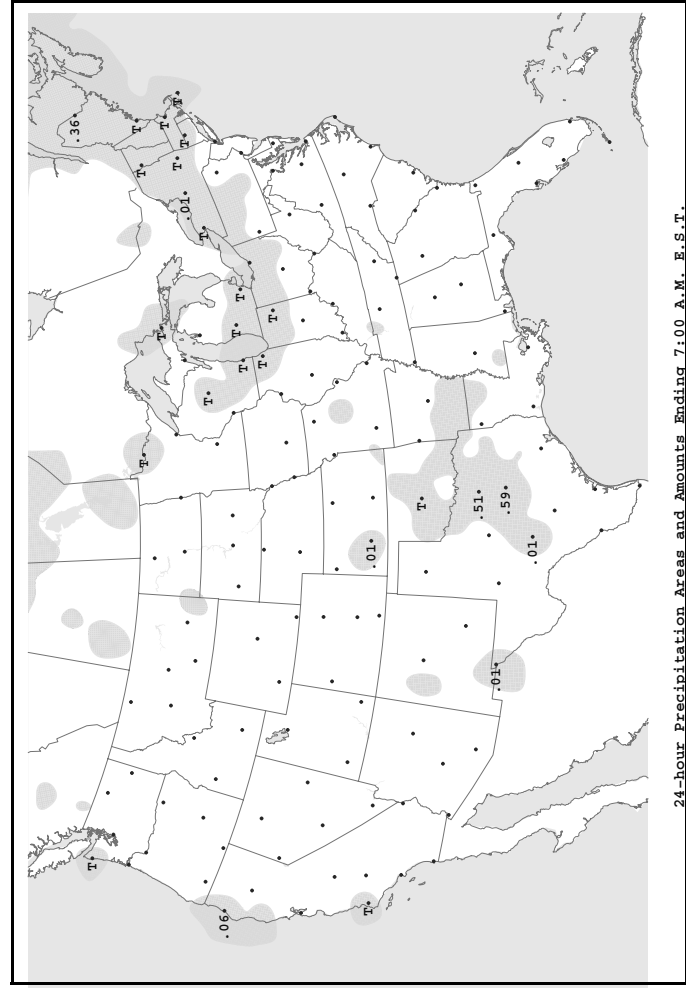 .36
T
T
T
T
T
T
T
T
T
.01
T
T
.06
T
T
T
T
T
T
.01
T
.51
.01
.59
.01
24-hour Precipitation Areas and Amounts Ending 7:00 A.M. E.S.T.